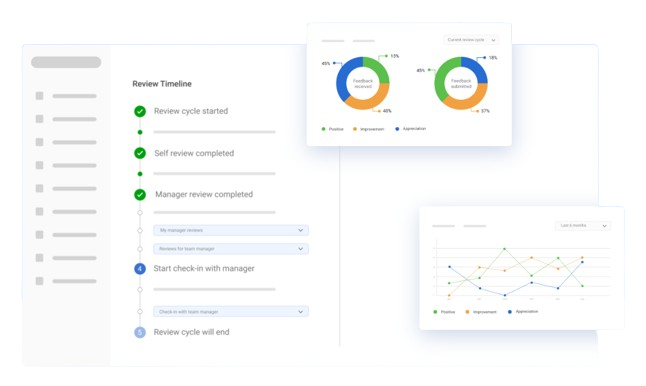 Current review cycle
45%
15%
40%
Feedback
received
45%
18%
37%
Feedback
submitted
Positive
Improvement
Appreciation
Review Timeline
Review cycle started
Self review completed
Manager review completed
My manager reviews
Reviews for team manager
4
Start check-in with manager
Check-in with team manager
5
Review cycle will end
Last 6 months
Positive
Improvement
Appreciation